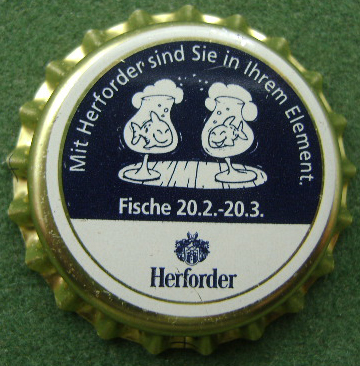 Mit Herforder sind Sie in Ihrem Element.
Fische 20.2.-20.3.
Herforder